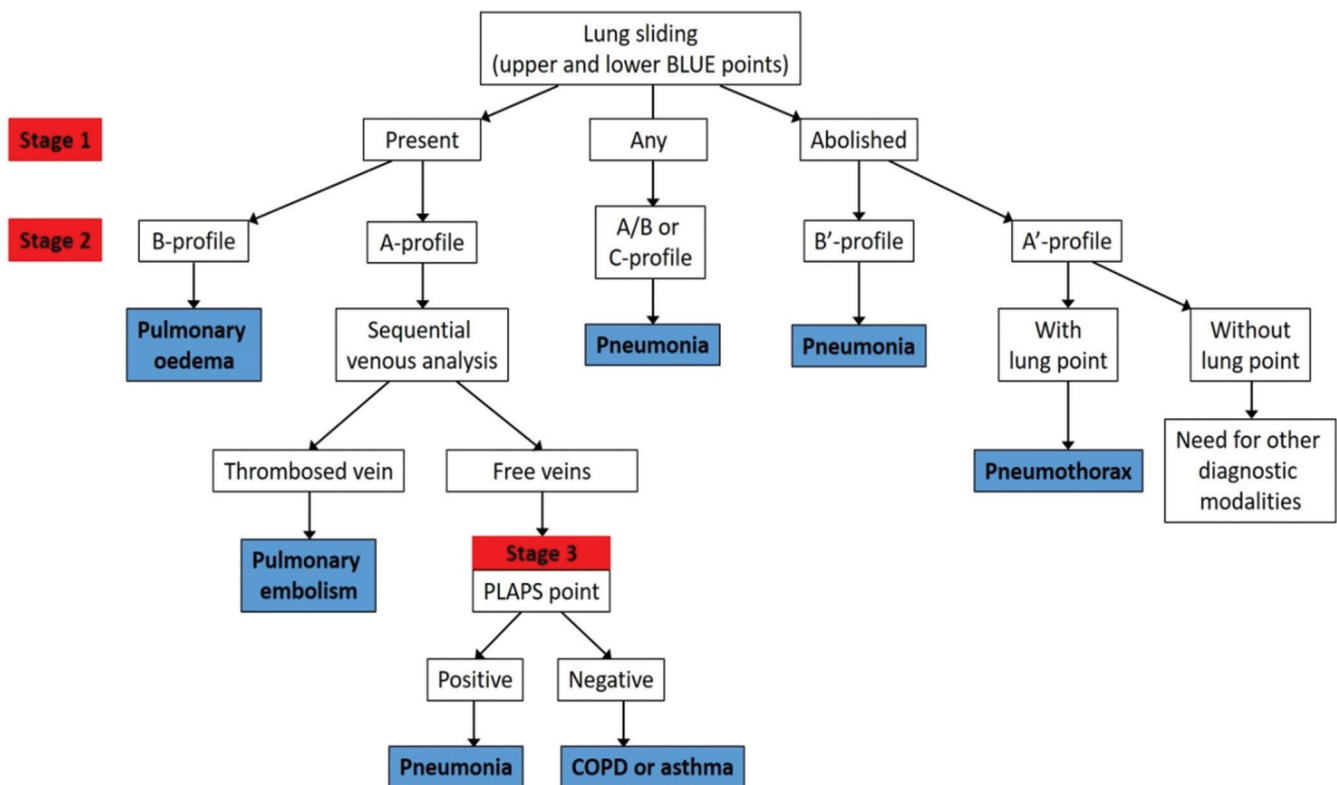 Lung sliding
(upper and lower BLUE points)
Stage 1
Present
Any
Abolished
Stage 2
B-profile
A-profile
A/B or
C-profile
B’-profile
A’-profile
Pulmonary
oedema
Sequential
venous analysis
Pneumonia
Pneumonia
With
lung point
Without
lung point
Thrombosed vein
Free veins
Pneumothorax
Need for other
diagnostic
modalities
Pulmonary
embolism
Stage 3
PLAPS point
Positive
Negative
Pneumonia
COPD or asthma